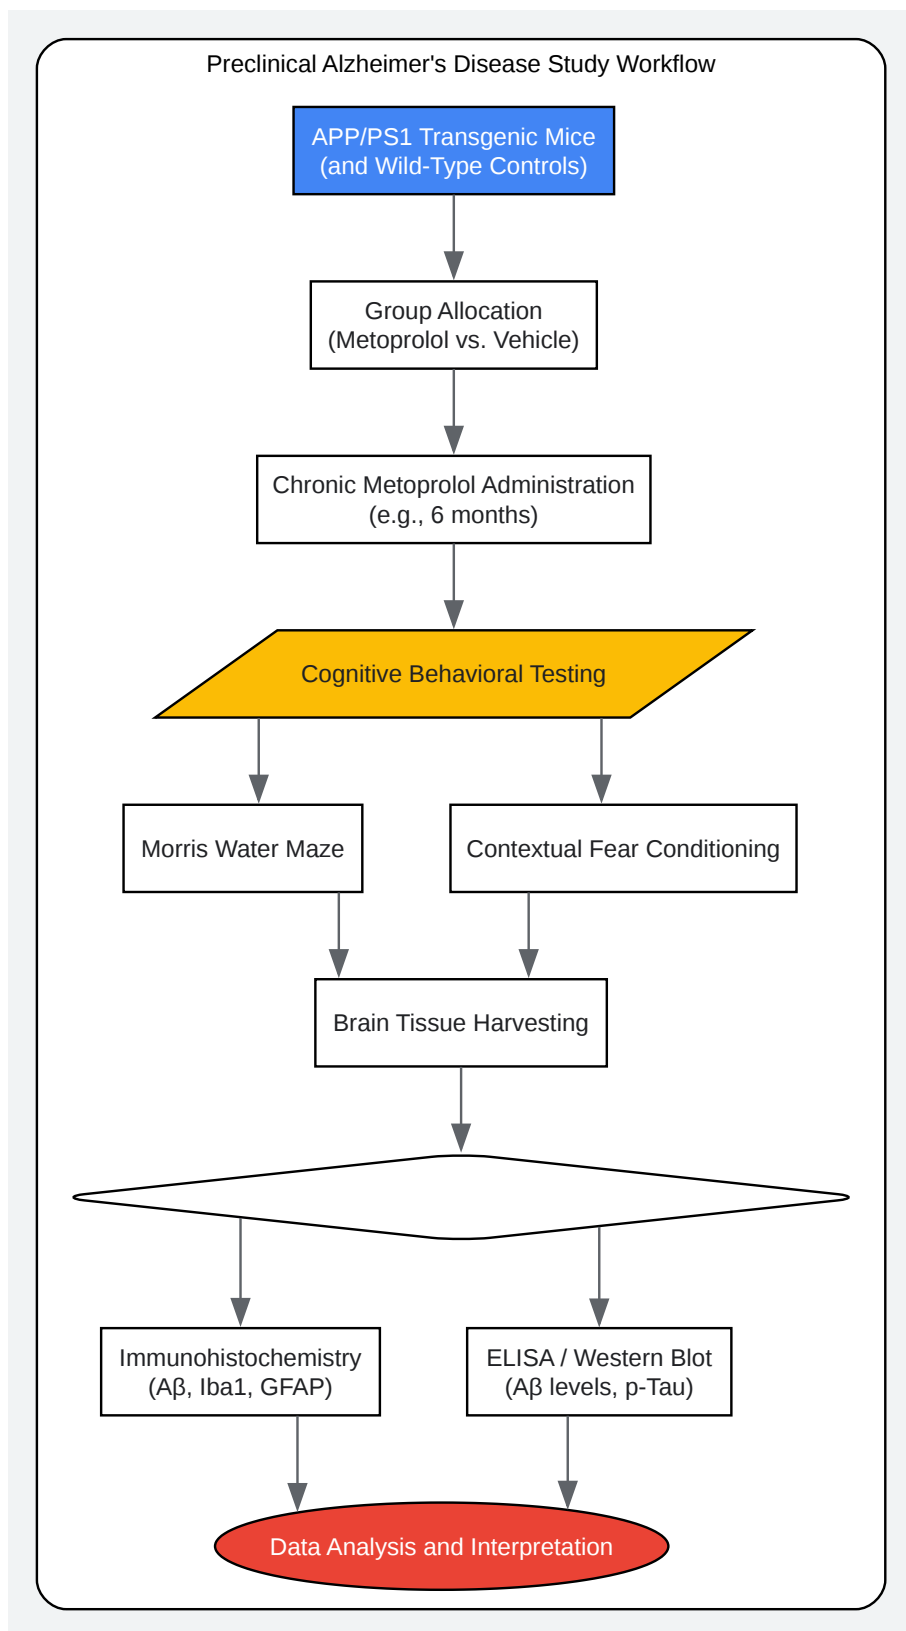 Preclinical Alzheimer's Disease Study Workflow
APP/PS1 Transgenic Mice
(and Wild-Type Controls)
Group Allocation
(Metoprolol vs. Vehicle)
Chronic Metoprolol Administration
(e.g., 6 months)
Cognitive Behavioral Testing
Morris Water Maze
Contextual Fear Conditioning
Brain Tissue Harvesting
Immunohistochemistry
(Aβ, Iba1, GFAP)
ELISA / Western Blot
(Aβ levels, p-Tau)
Data Analysis and Interpretation